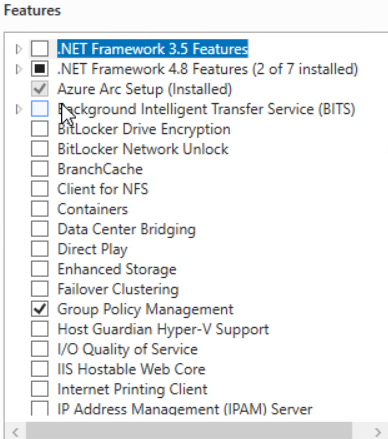 Features
.NET Framework 3.5 Features
.NET Framework 4.8 Features (2 of 7 installed)
Azure Arc Setup (Installed)
Background Intelligent Transfer Service (BITS)
BitLocker Drive Encryption
BitLocker Network Unlock
BranchCache
Client for NFS
Containers
Data Center Bridging
Direct Play
Enhanced Storage
Failover Clustering
Group Policy Management
Host Guardian Hyper-V Support
I/O Quality of Service
IIS Hostable Web Core
Internet Printing Client
IP Address Management (IPAM) Server